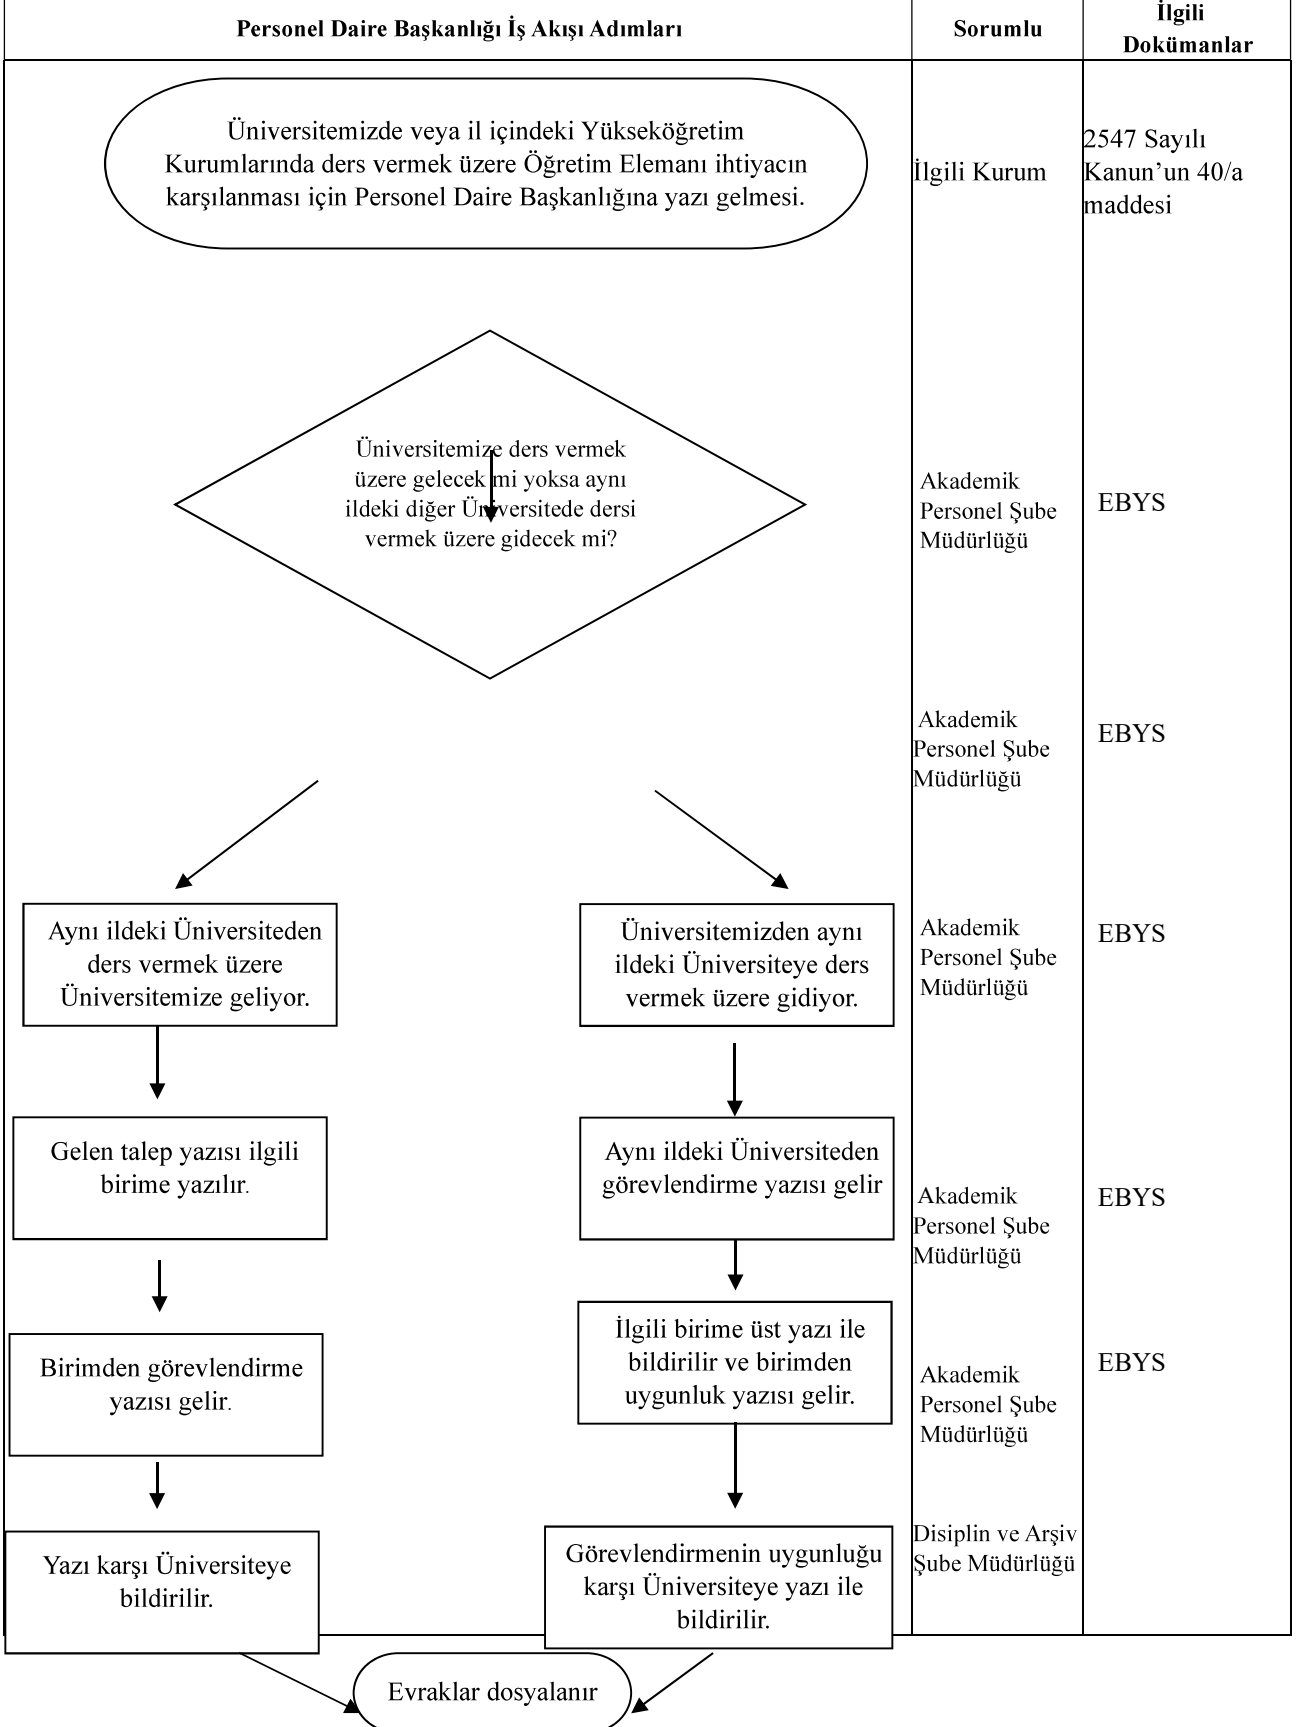 Personel Daire Başkanlığı İş Akışı Adımları
Sorumlu
İlgili
Dokümanlar
Üniversitemizde veya il içindeki Yükseköğretim
Kurumlarında ders vermek üzere Öğretim Elemanı ihtiyacın
karşılanması için Personel Daire Başkanlığına yazı gelmesi.
İlgili Kurum
2547 Sayılı
Kanun’un 40/a
maddesi
Üniversitemize ders vermek
üzere gelecek mi yoksa aynı
ildeki diğer Üniversitede dersi
vermek üzere gidecek mi?
Akademik
Personel Şube
Müdürlüğü
EBYS
Akademik
Personel Şube
Müdürlüğü
EBYS
Aynı ildeki Üniversiteden
ders vermek üzere
Üniversitemize geliyor.
Üniversitemizden aynı
ildeki Üniversiteye ders
vermek üzere gidiyor.
Akademik
Personel Şube
Müdürlüğü
EBYS
Gelen talep yazısı ilgili
birime yazılır.
Aynı ildeki Üniversiteden
görevlendirme yazısı gelir
Akademik
Personel Şube
Müdürlüğü
EBYS
Birimden görevlendirme
yazısı gelir.
İlgili birime üst yazı ile
bildirilir ve birimden
uygunluk yazısı gelir.
Akademik
Personel Şube
Müdürlüğü
EBYS
Yazı karşı Üniversiteye
bildirilir.
Görevlendirmenin uygunluğu
karşı Üniversiteye yazı ile
bildirilir.
Disiplin ve Arşiv
Şube Müdürlüğü
Evraklar dosyalanır